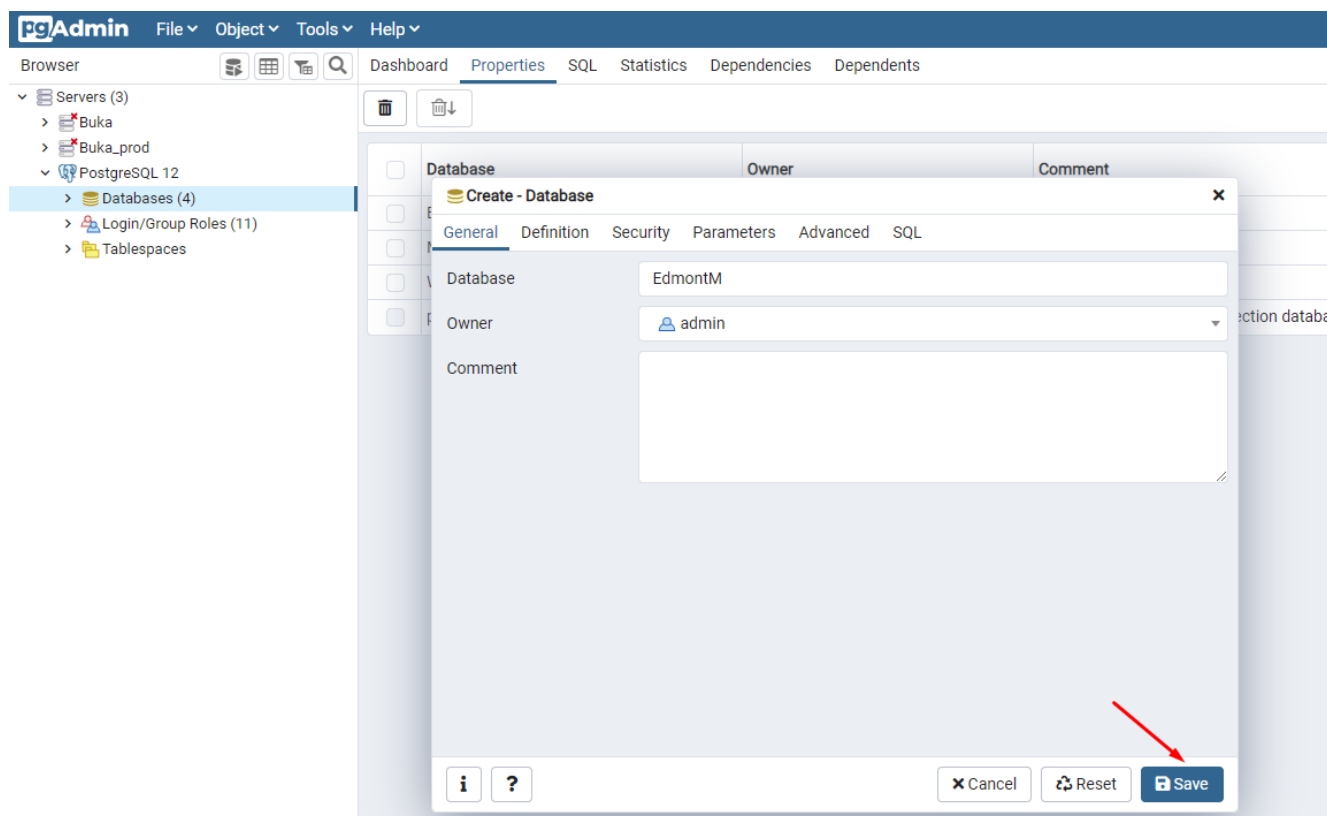 pgAdmin File Object Tools Help
Browser Dashboard Properties SQL Statistics Dependencies Dependents
Servers (3)
Buka
Buka_prod
PostgreSQL 12
Databases (4)
Login/Group Roles (11)
Tablespaces
Database Owner Comment
Create - Database
General Definition Security Parameters Advanced SQL
Database EdmontM
Owner admin
Comment
i ? Cancel Reset Save